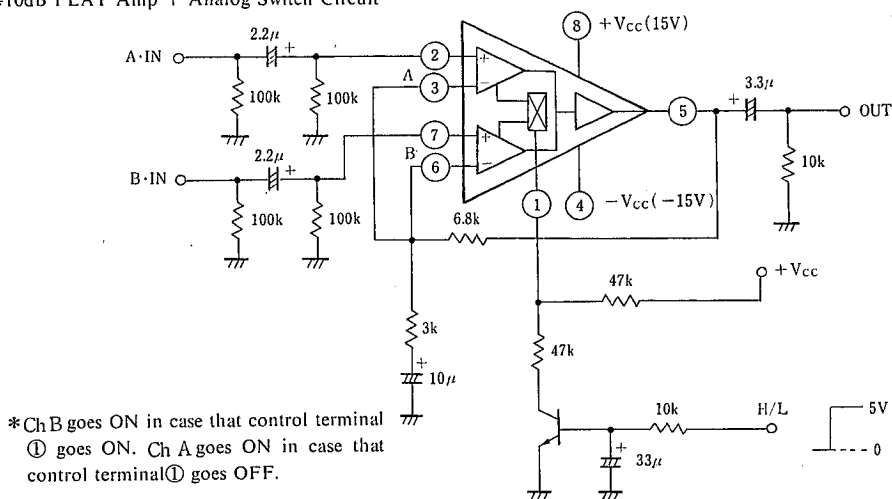 10dB FLAT Amp + Analog Switch Circuit
2.2μ
+
A·IN
100k
100k
2
A
3
+
−
8
+Vcc(15V)
5
3.3μ
+
OUT
10k
2.2μ
+
B·IN
100k
100k
7
B
6
+
−
1
4
−Vcc(−15V)
6.8k
47k
+Vcc
3k
+
10μ
47k
10k
H/L
5V
0
+
33μ
*Ch B goes ON in case that control terminal
① goes ON. Ch A goes ON in case that
control terminal① goes OFF.